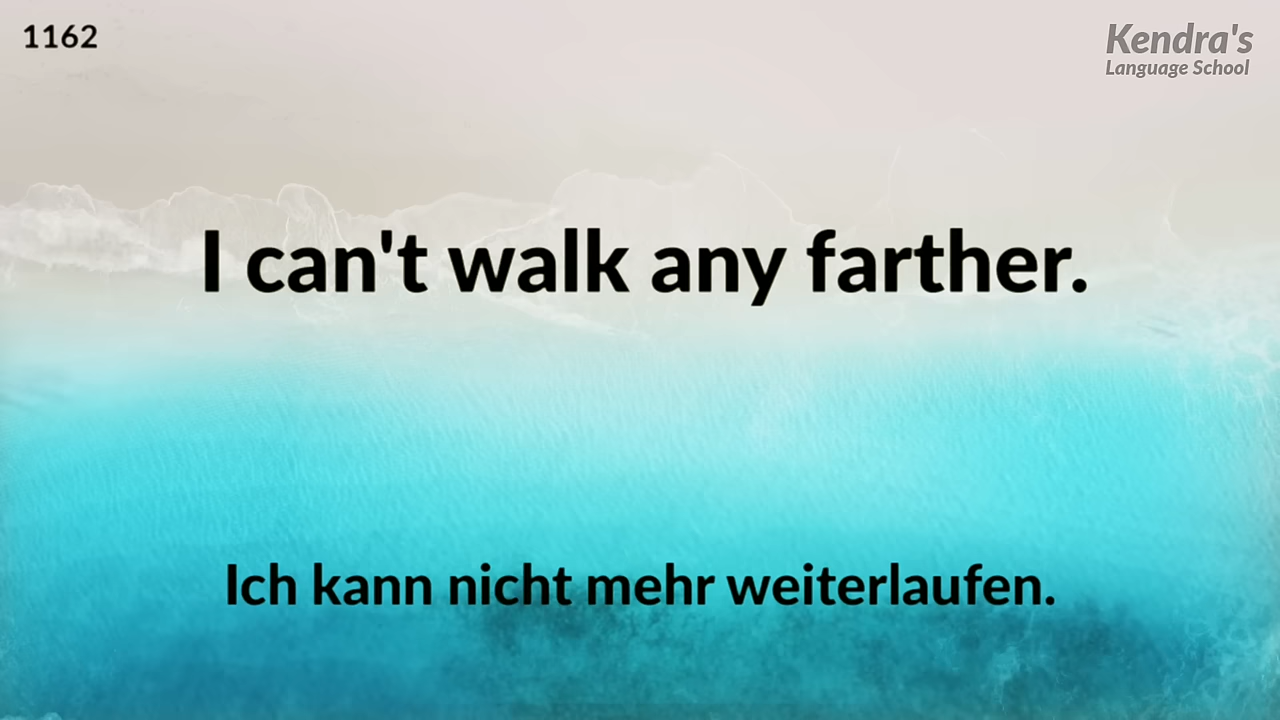 1162
Kendra's
Language School
I can't walk any farther.
Ich kann nicht mehr weiterlaufen.